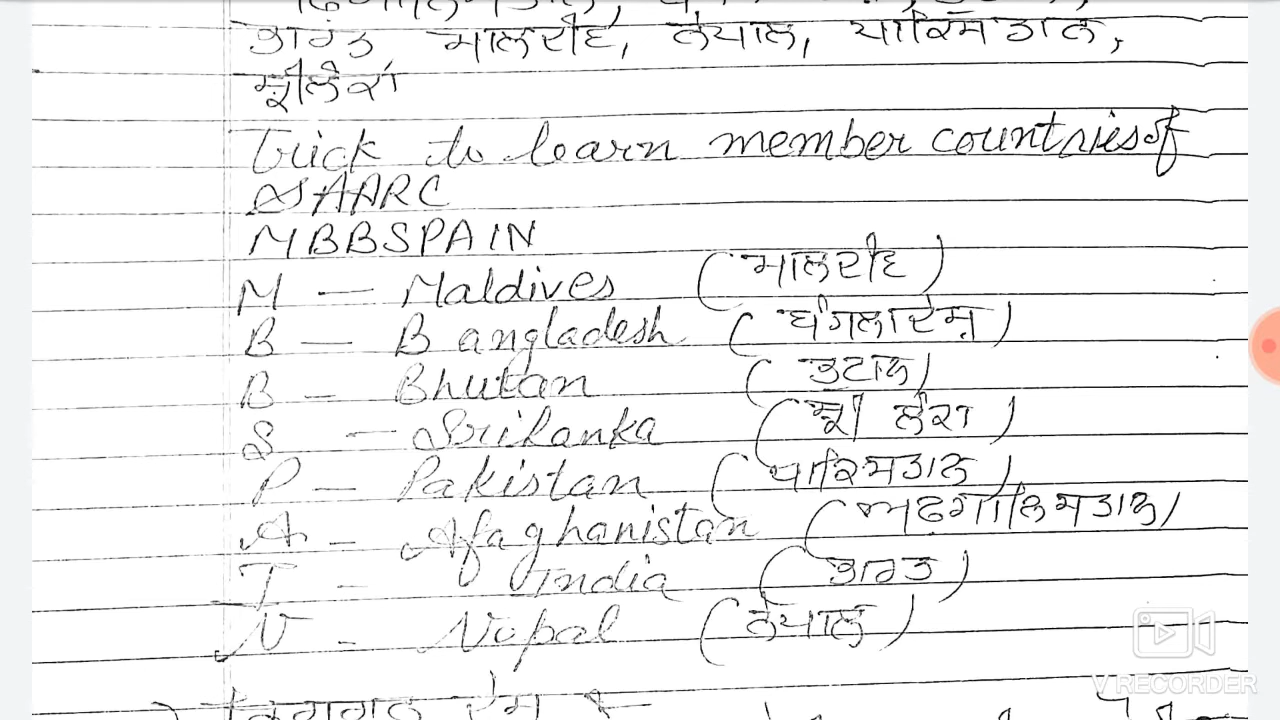 ਭਾਰਤ ਮਾਲਦੀਵ, ਨੇਪਾਲ, ਪਾਕਿਸਤਾਨ,
ਸ਼੍ਰੀਲੰਕਾ
Trick to learn member countries of
SAARC
MBBSPAIN
M — Maldives (ਮਾਲਦੀਵ)
B — Bangladesh (ਬੰਗਲਾਦੇਸ਼)
B — Bhutan (ਭੂਟਾਨ)
S — Srilanka (ਸ਼੍ਰੀ ਲੰਕਾ)
P — Pakistan (ਪਾਕਿਸਤਾਨ)
A — Afaghanistan (ਅਫਗਾਨਿਸਤਾਨ)
I — India (ਭਾਰਤ)
N — Nepal (ਨੇਪਾਲ)
V RECORDER